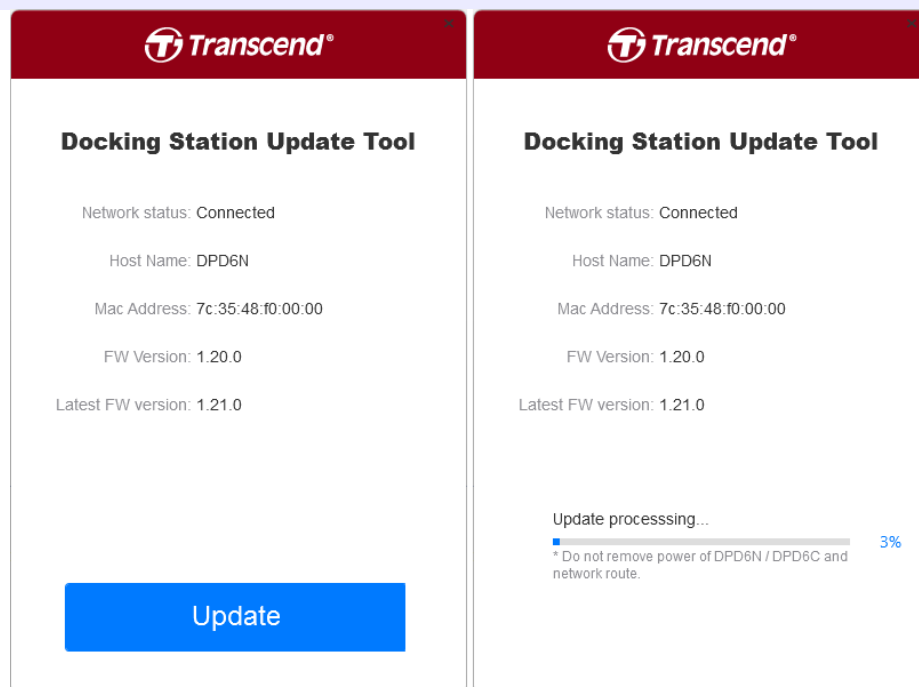 Transcend®
Docking Station Update Tool
Network status: Connected
Host Name: DPD6N
Mac Address: 7c:35:48:f0:00:00
FW Version: 1.20.0
Latest FW version: 1.21.0
Update
Transcend®
Docking Station Update Tool
Network status: Connected
Host Name: DPD6N
Mac Address: 7c:35:48:f0:00:00
FW Version: 1.20.0
Latest FW version: 1.21.0
Update processsing...
3%
* Do not remove power of DPD6N / DPD6C and
network route.